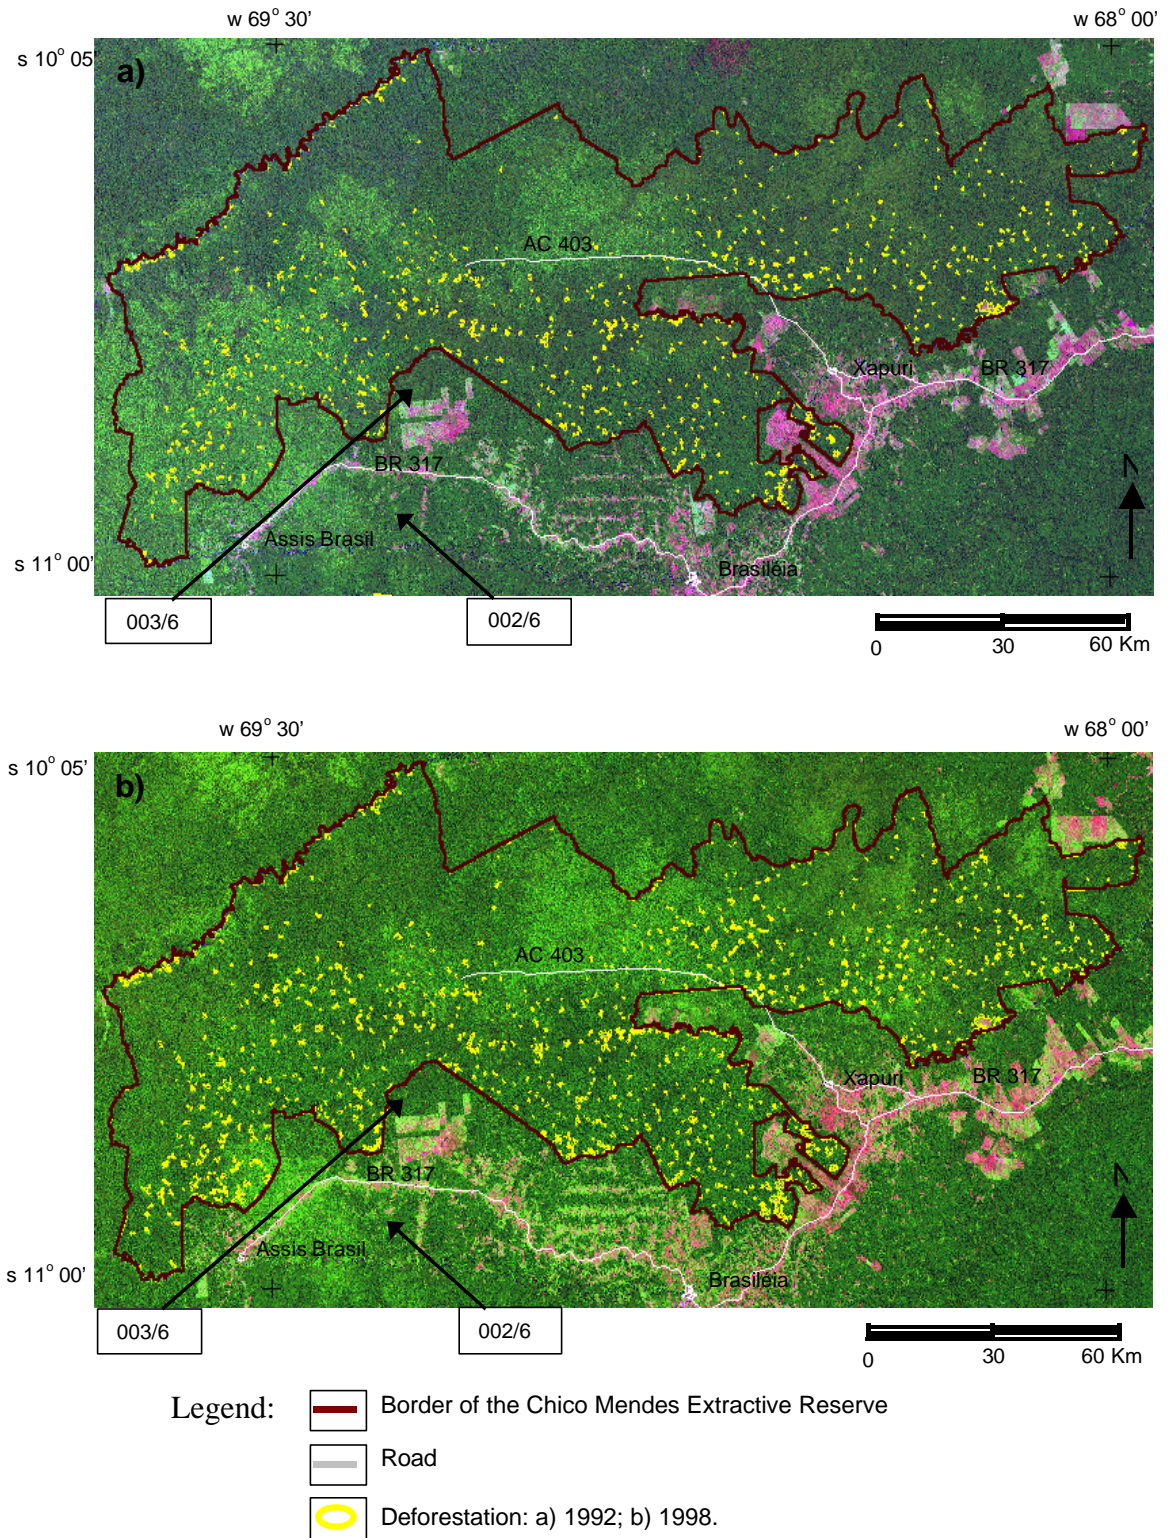 w 69° 30’ w 68° 00’
s 10° 05’
a)
AC 403
Xapuri
BR 317
BR 317
Assis Brasil
s 11° 00’
Brasiléia
N
003/6 002/6
0 30 60 Km
w 69° 30’ w 68° 00’
s 10° 05’
b)
AC 403
Xapuri
BR 317
BR 317
Assis Brasil
s 11° 00’
Brasiléia
N
003/6 002/6
0 30 60 Km
Legend:
Border of the Chico Mendes Extractive Reserve
Road
Deforestation: a) 1992; b) 1998.